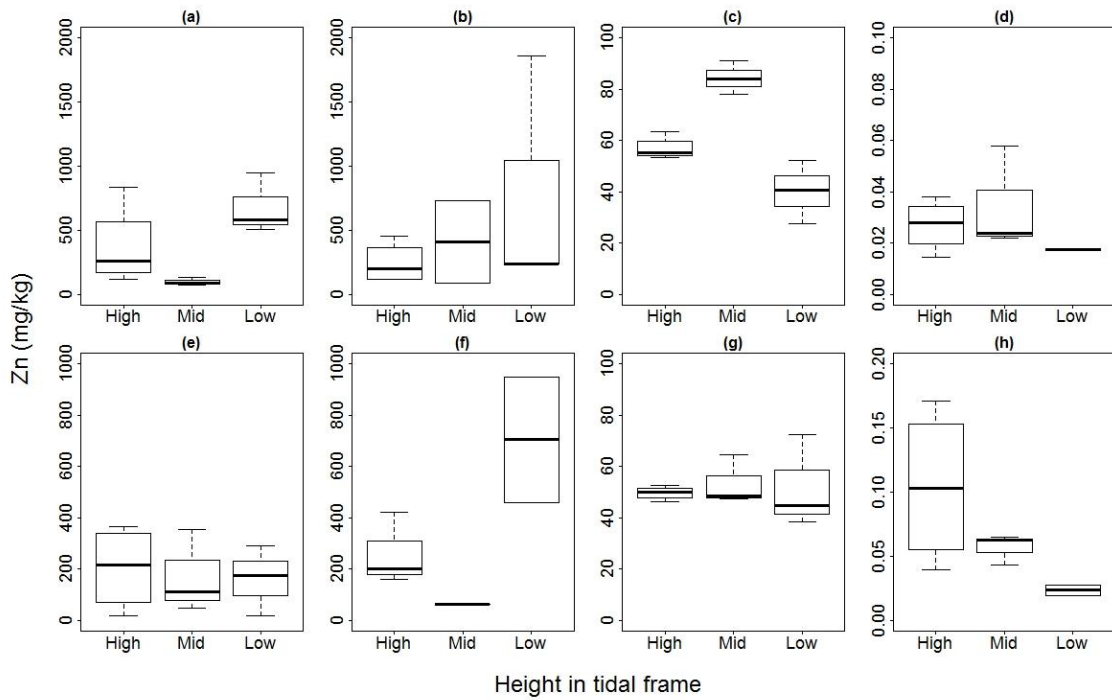 (a) (b) (c) (d)
2000 2000 100 0.10
1500 1500 80 0.08
1000 1000 60 0.06
500 500 40 0.04
20 0.02
0 0 0 0.00
High Mid Low High Mid Low High Mid Low High Mid Low
Zn (mg/kg)
(e) (f) (g) (h)
1000 1000 100 0.20
800 800 80 0.15
600 600 60
400 400 40 0.10
200 200 20 0.05
0 0 0 0.00
High Mid Low High Mid Low High Mid Low High Mid Low
Height in tidal frame